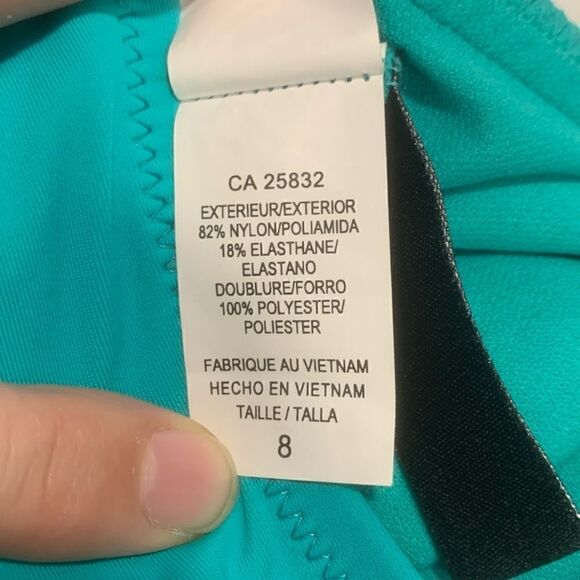 CA 25832
EXTERIEUR/EXTERIOR
82% NYLON/POLIAMIDA
18% ELASTHANE/
ELASTANO
DOUBLURE/FORRO
100% POLYESTER/
POLIESTER
FABRIQUE AU VIETNAM
HECHO EN VIETNAM
TAILLE / TALLA
8